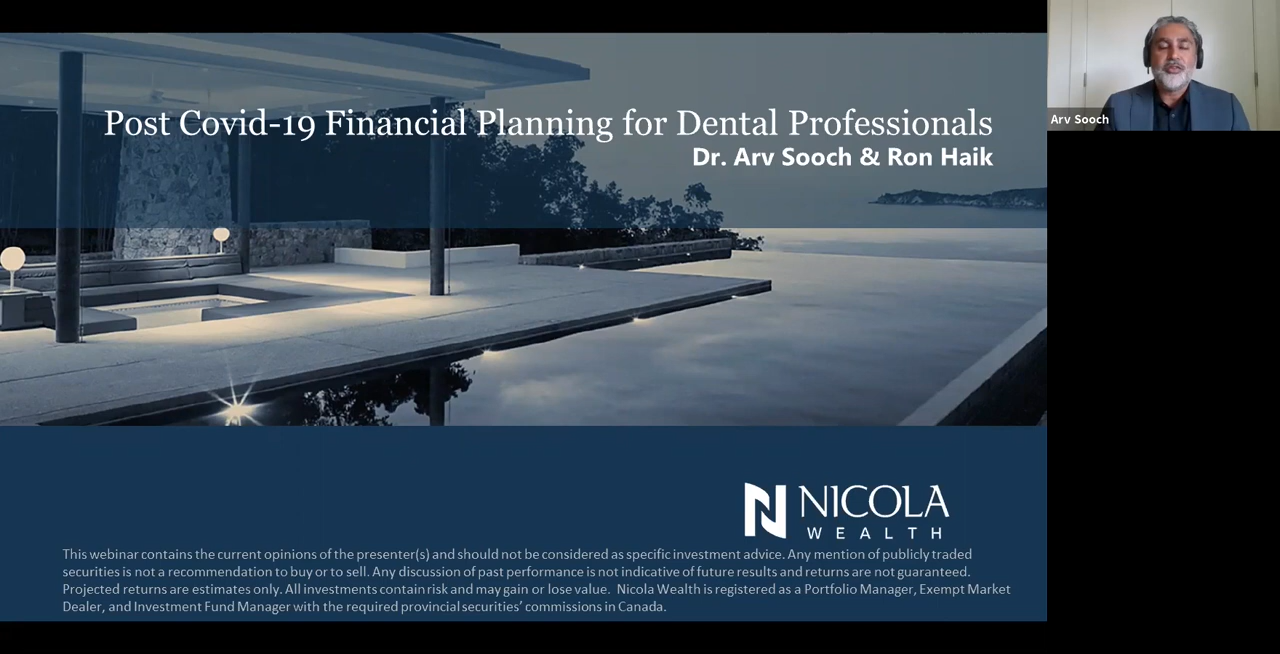 Post Covid-19 Financial Planning for Dental Professionals
Dr. Arv Sooch & Ron Haik
Arv Sooch
NICOLA
WEALTH
This webinar contains the current opinions of the presenter(s) and should not be considered as specific investment advice. Any mention of publicly traded
securities is not a recommendation to buy or to sell. Any discussion of past performance is not indicative of future results and returns are not guaranteed.
Projected returns are estimates only. All investments contain risk and may gain or lose value. Nicola Wealth is registered as a Portfolio Manager, Exempt Market
Dealer, and Investment Fund Manager with the required provincial securities’ commissions in Canada.